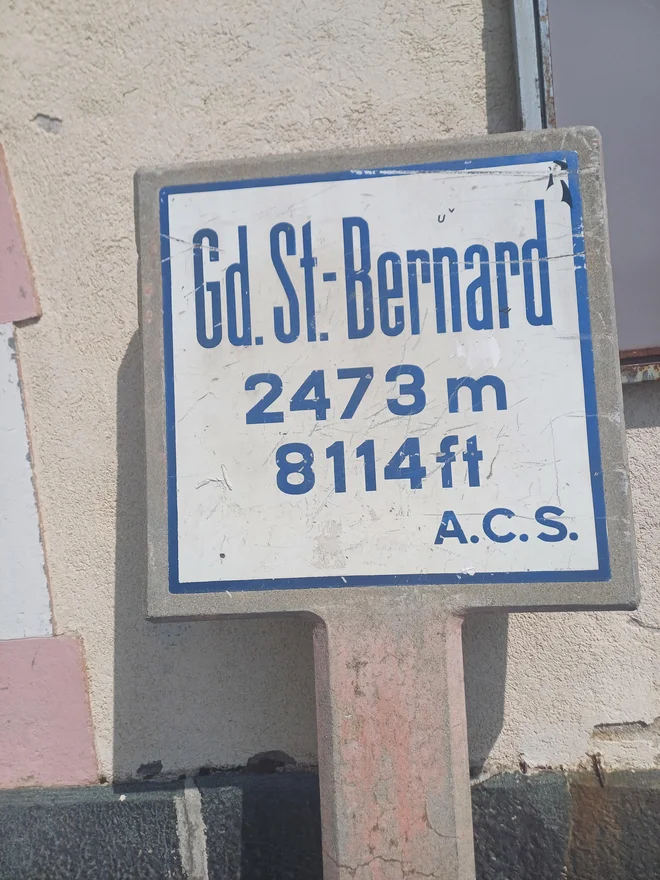 Gd. St.-Bernard
2473 m
8114 ft
A.C.S.